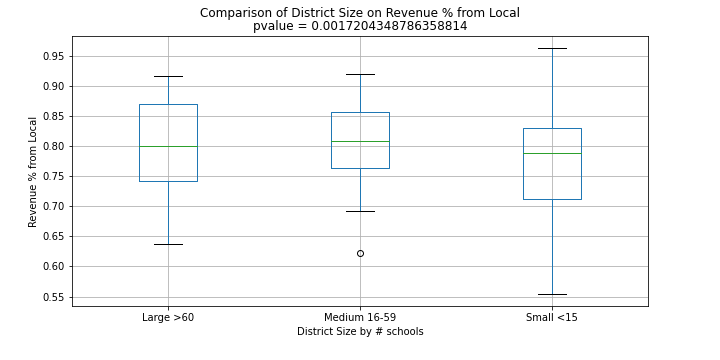 Comparison of District Size on Revenue % from Local
pvalue = 0.0017204348786358814
0.95
0.90
0.85
0.80
0.75
0.70
0.65
0.60
0.55
Revenue % from Local
Large >60
Medium 16-59
Small <15
District Size by # schools